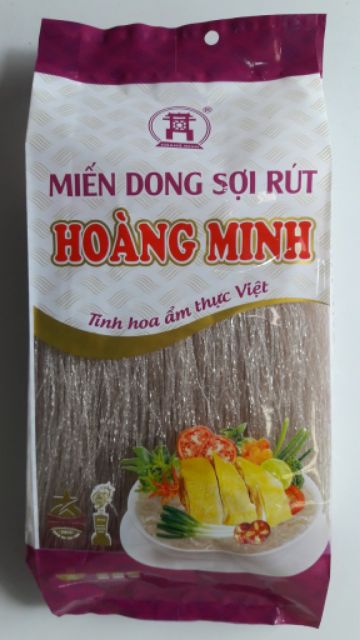 ®
MIẾN DONG SỢI RÚT
HOÀNG MINH
Tinh hoa ẩm thực Việt